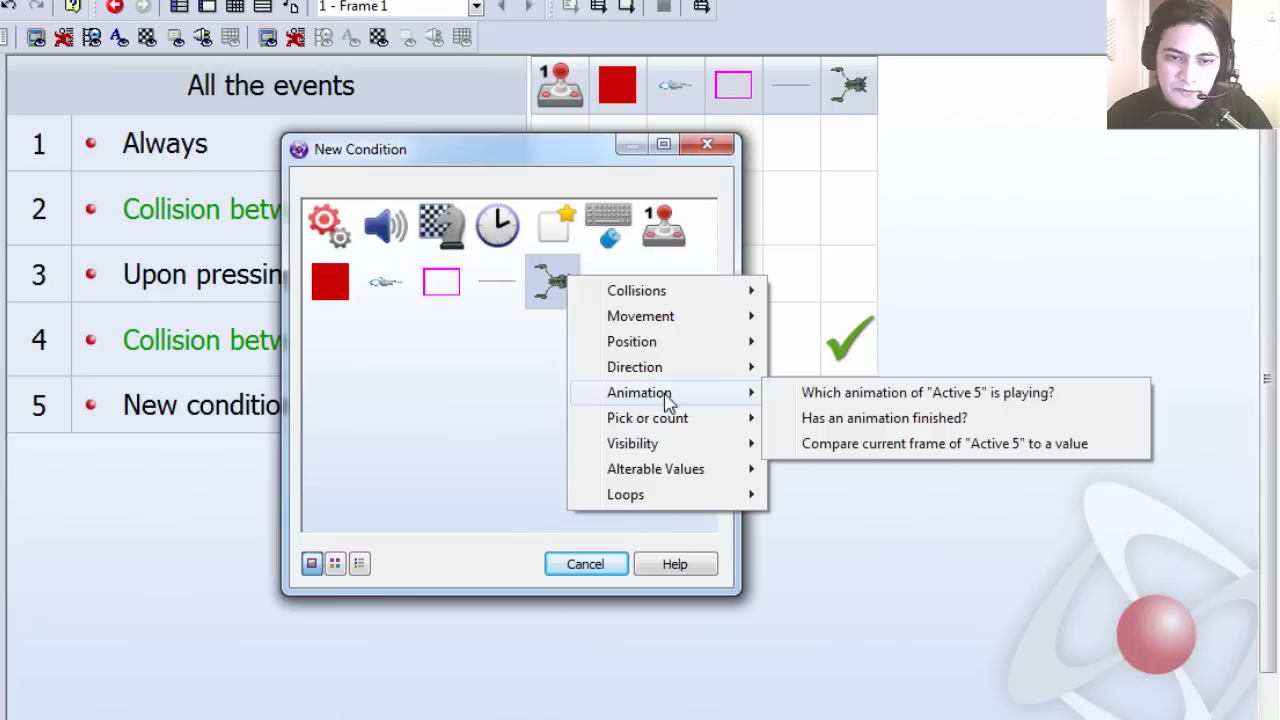 1 - Frame 1
All the events
1
1
Always
2
Collision betw
3
Upon pressin
4
Collision betw
5
New conditio
New Condition
1
Collisions
Movement
Position
Direction
Animation
Pick or count
Visibility
Alterable Values
Loops
Which animation of "Active 5" is playing?
Has an animation finished?
Compare current frame of "Active 5" to a value
Cancel
Help